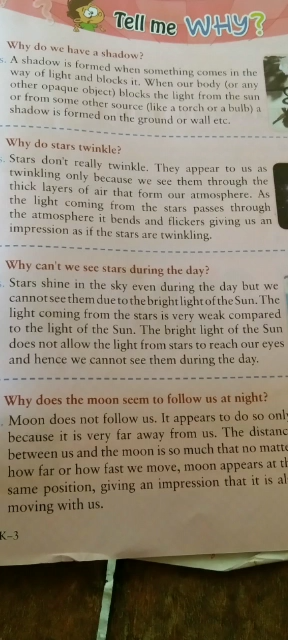 Tell me WHY?
Why do we have a shadow?
s. A shadow is formed when something comes in the
way of light and blocks it. When our body (or any
other opaque object) blocks the light from the sun
or from some other source (like a torch or a bulb) a
shadow is formed on the ground or wall etc.
Why do stars twinkle?
. Stars don't really twinkle. They appear to us as
twinkling only because we see them through the
thick layers of air that form our atmosphere. As
the light coming from the stars passes through
the atmosphere it bends and flickers giving us an
impression as if the stars are twinkling.
Why can't we see stars during the day?
. Stars shine in the sky even during the day but we
cannot see them due to the bright light of the Sun. The
light coming from the stars is very weak compared
to the light of the Sun. The bright light of the Sun
does not allow the light from stars to reach our eyes
and hence we cannot see them during the day.
Why does the moon seem to follow us at night?
. Moon does not follow us. It appears to do so only
because it is very far away from us. The distanc
between us and the moon is so much that no matte
how far or how fast we move, moon appears at th
same position, giving an impression that it is al
moving with us.
K–3